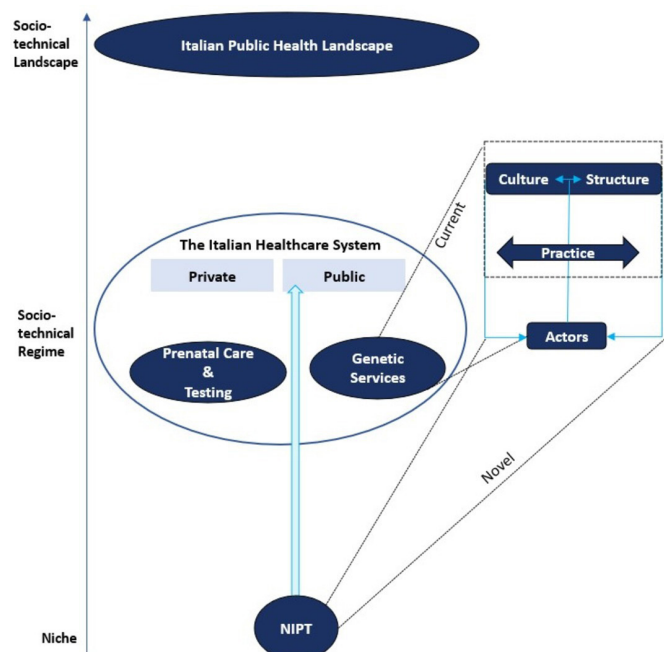 Socio-
technical
Landscape
Italian Public Health Landscape
Culture
Structure
Current
Practice
The Italian Healthcare System
Private
Public
Socio-
technical
Regime
Prenatal Care
&
Testing
Genetic
Services
Actors
Novel
NIPT
Niche